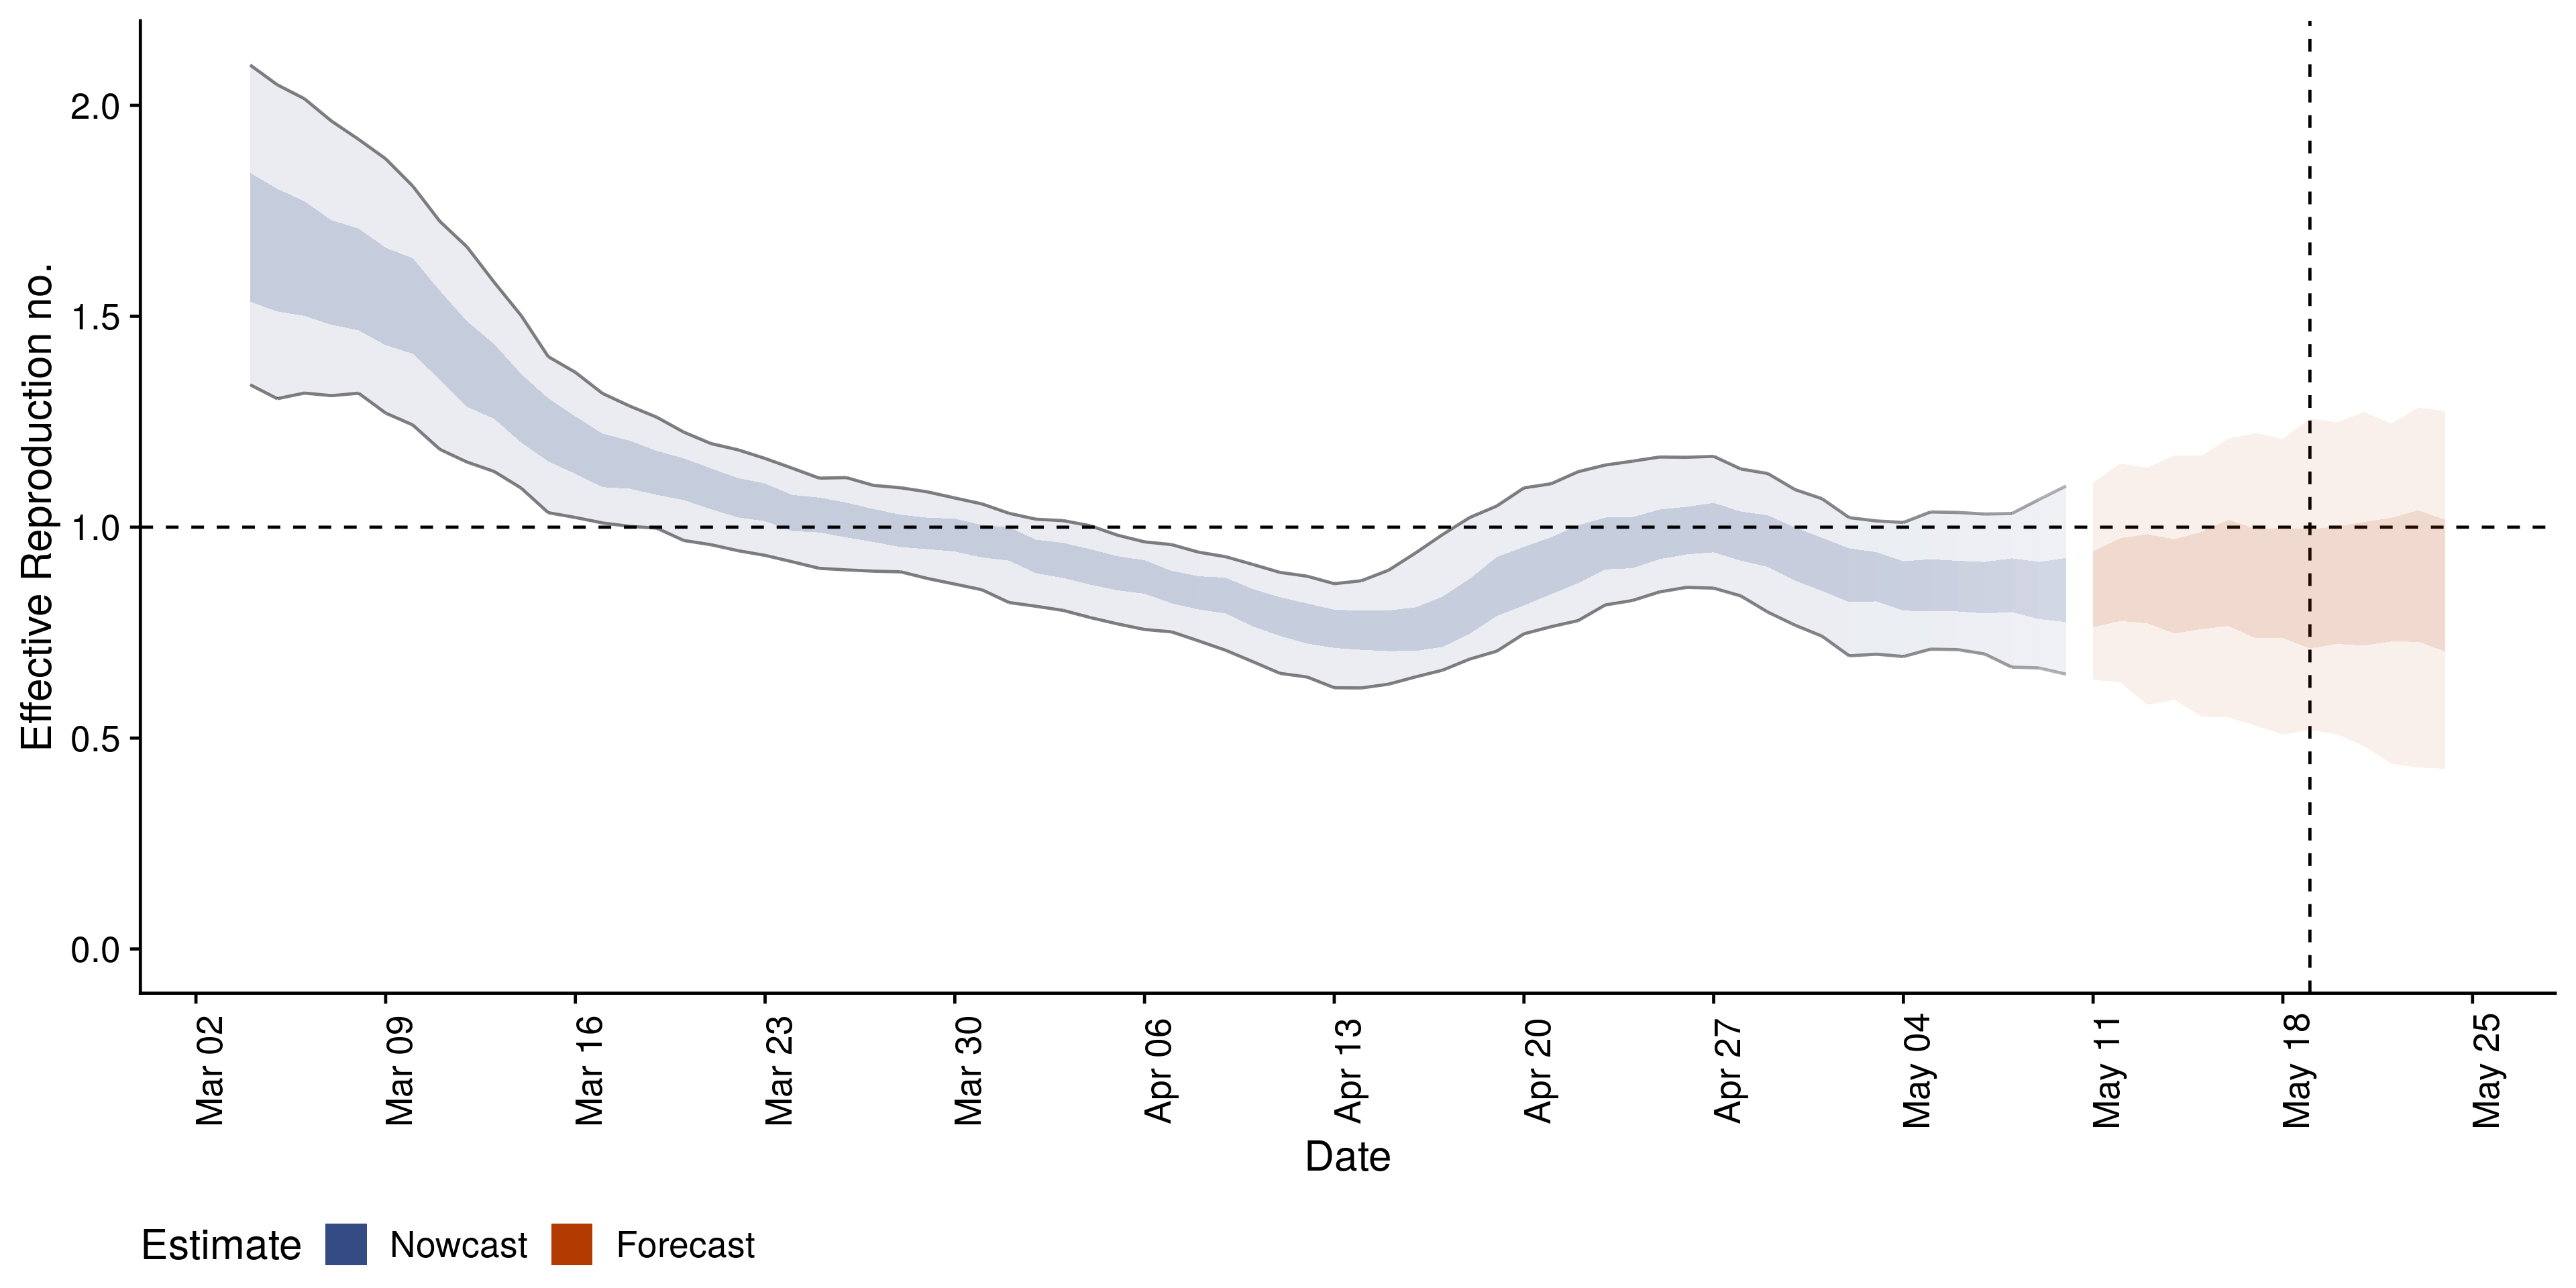 Effective Reproduction no.
2.0
1.5
1.0
0.5
0.0
Mar 02
Mar 09
Mar 16
Mar 23
Mar 30
Apr 06
Apr 13
Apr 20
Apr 27
May 04
May 11
May 18
May 25
Date
Estimate Nowcast Forecast